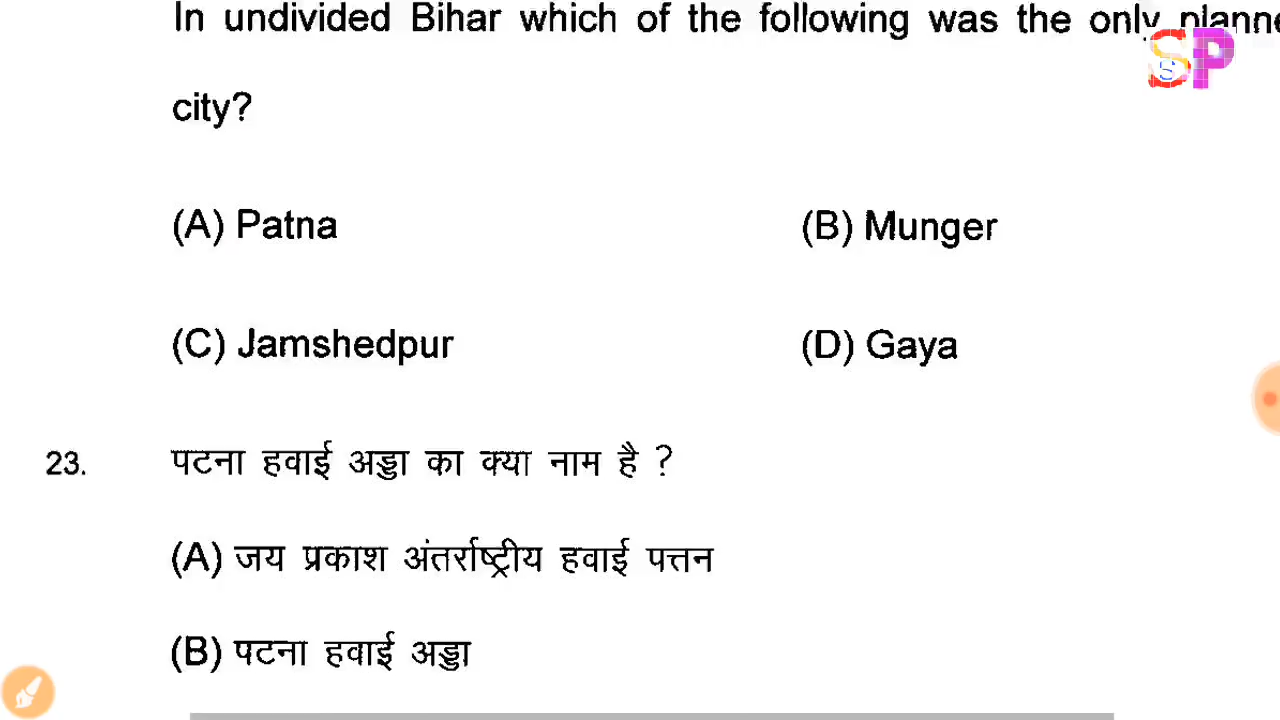 In undivided Bihar which of the following was the only planne
city?
(A) Patna
(B) Munger
(C) Jamshedpur
(D) Gaya
23. पटना हवाई अड्डा का क्या नाम है ?
(A) जय प्रकाश अंतर्राष्ट्रीय हवाई पत्तन
(B) पटना हवाई अड्डा
SP
S